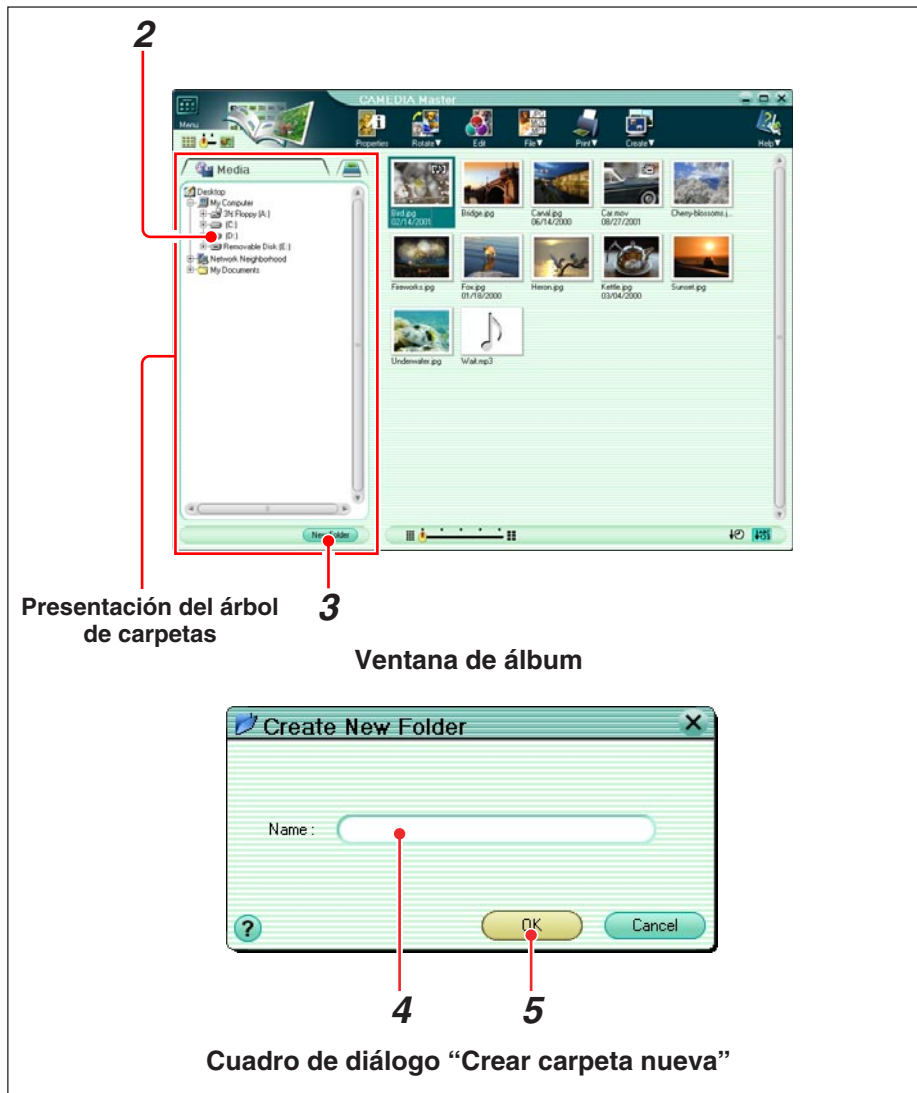 2
CAMEDIA Master
Menu
Properties
Rotate▼
Edit
File▼
Print▼
Create▼
Help▼
Media
Desktop
My Computer
3½ Floppy (A:)
(C:)
(D:)
Removable Disk (E:)
Network Neighborhood
My Documents
Bird.jpg
02/14/2001
Bridge.jpg
Canal.jpg
06/14/2000
Car.mov
08/27/2001
Cherry-blossoms.j...
Fireworks.jpg
Fox.jpg
01/18/2000
Heron.jpg
Kettle.jpg
03/04/2000
Sunset.jpg
Underwater.jpg
Wait.mp3
New Folder
Presentación del árbol
de carpetas
3
Ventana de álbum
Create New Folder
Name :
?
OK
Cancel
4
5
Cuadro de diálogo “Crear carpeta nueva”